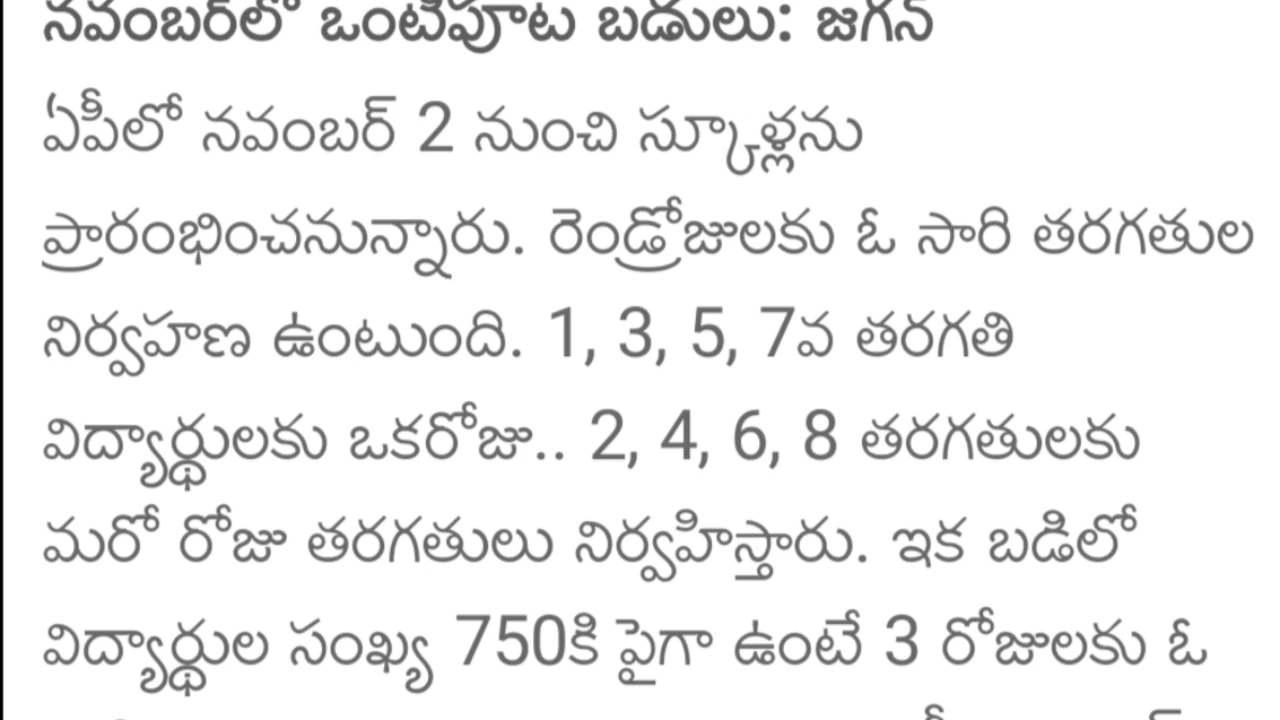 నవంబర్‌లో ఒంటిపూట బడులు: జగన్
ఏపీలో నవంబర్ 2 నుంచి స్కూళ్లను
ప్రారంభించనున్నారు. రెండ్రోజులకు ఓ సారి తరగతుల
నిర్వహణ ఉంటుంది. 1, 3, 5, 7వ తరగతి
విద్యార్థులకు ఒకరోజు.. 2, 4, 6, 8 తరగతులకు
మరో రోజు తరగతులు నిర్వహిస్తారు. ఇక బడిలో
విద్యార్థుల సంఖ్య 750కి పైగా ఉంటే 3 రోజులకు ఓ